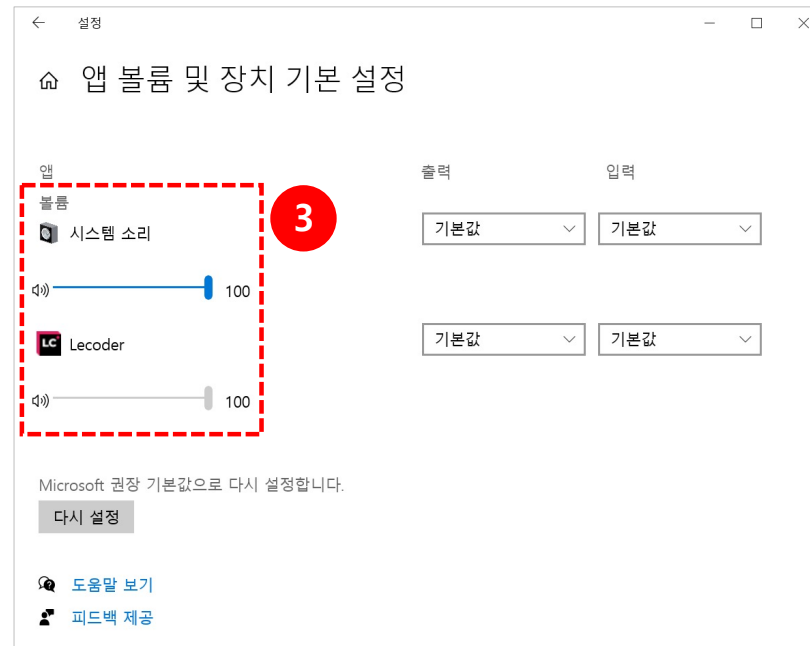 설정
앱 볼륨 및 장치 기본 설정
앱 출력 입력
볼륨
3
시스템 소리 기본값 기본값
100
LC Lecoder 기본값 기본값
100
Microsoft 권장 기본값으로 다시 설정합니다.
다시 설정
도움말 보기
피드백 제공